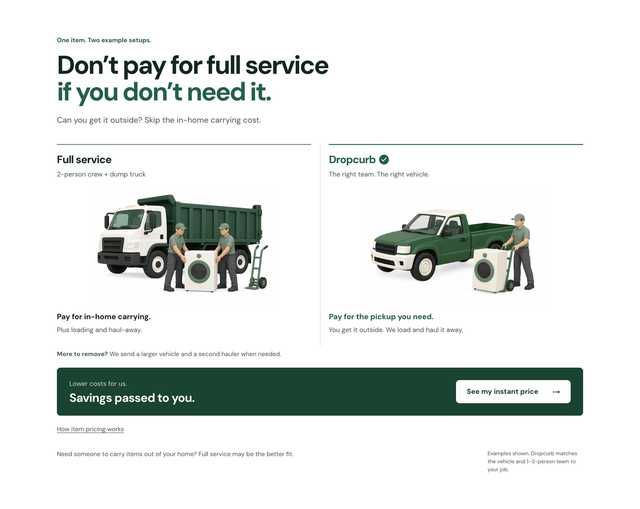 One item. Two example setups.
Don't pay for full service
if you don't need it.
Can you get it outside? Skip the in-home carrying cost.
Full service
2-person crew + dump truck
Pay for in-home carrying.
Plus loading and haul-away.
Dropcurb
The right team. The right vehicle.
Pay for the pickup you need.
You get it outside. We load and haul it away.
More to remove? We send a larger vehicle and a second hauler when needed.
Lower costs for us.
Savings passed to you.
See my instant price →
How item pricing works
Need someone to carry items out of your home? Full service may be the better fit.
Examples shown. Dropcurb matches
the vehicle and 1–2-person team to
your job.